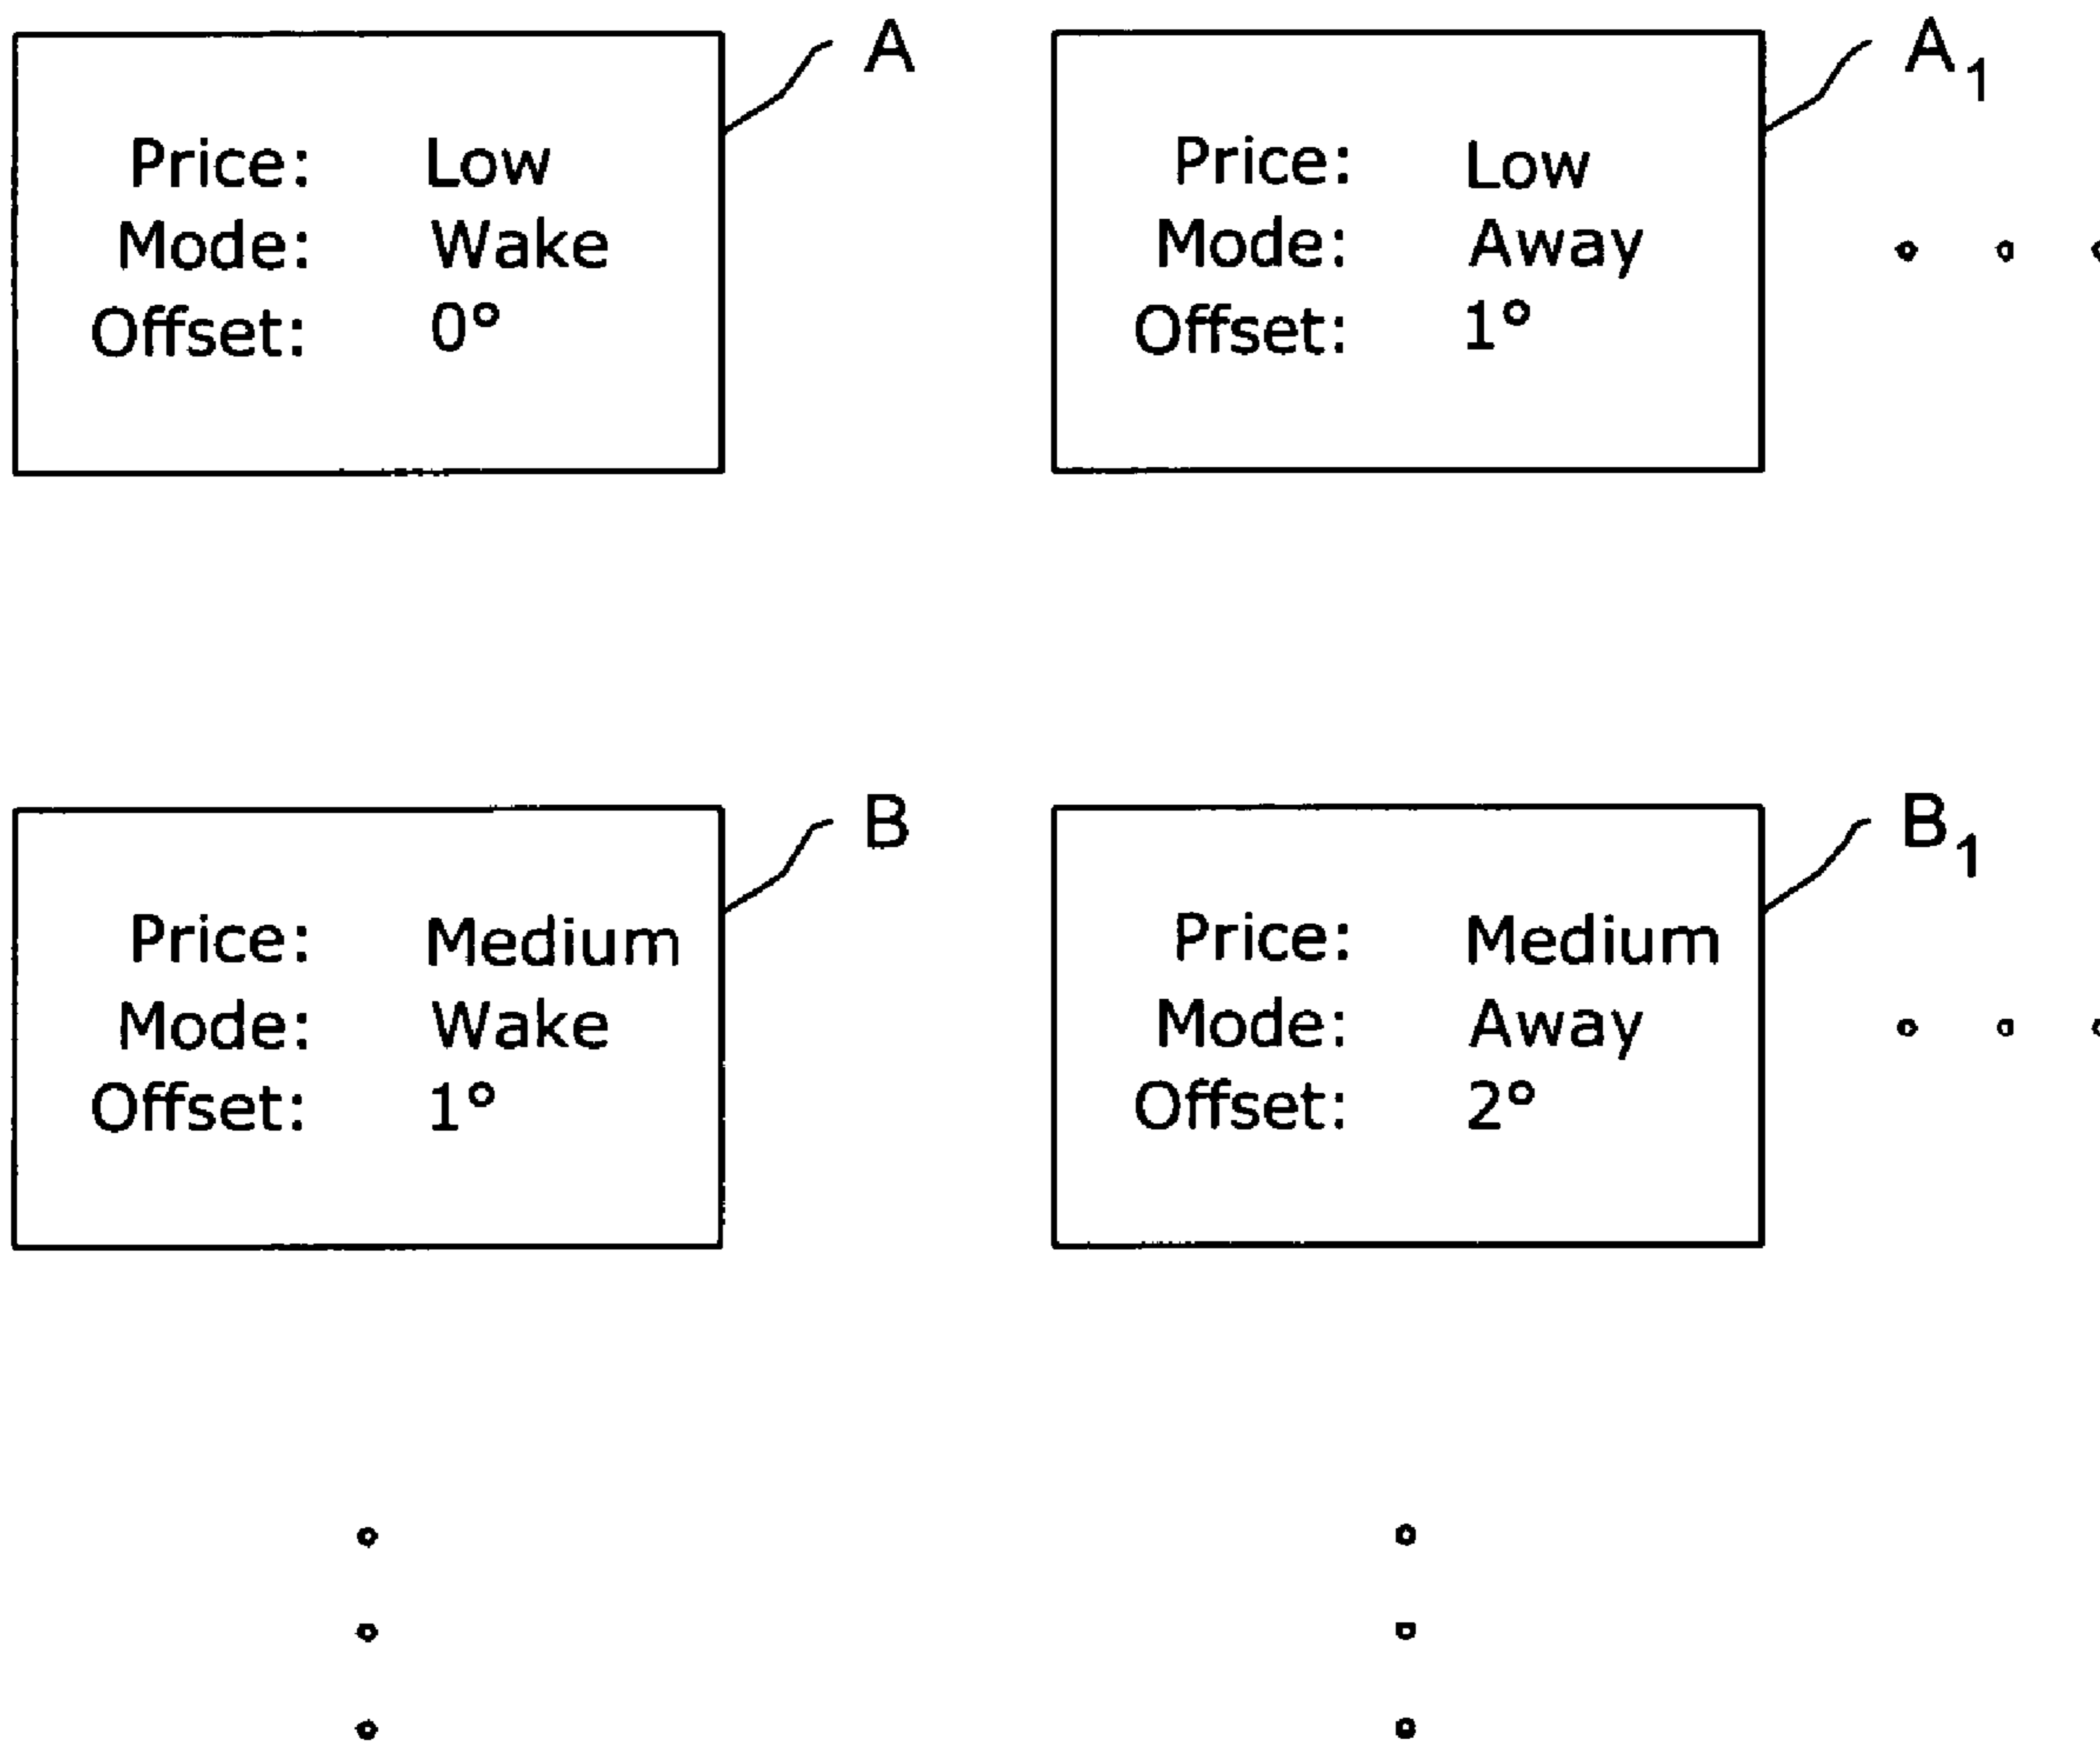 A
Price: Low
Mode: Wake
Offset: 0°
A1
Price: Low
Mode: Away
Offset: 1°
B
Price: Medium
Mode: Wake
Offset: 1°
B1
Price: Medium
Mode: Away
Offset: 2°